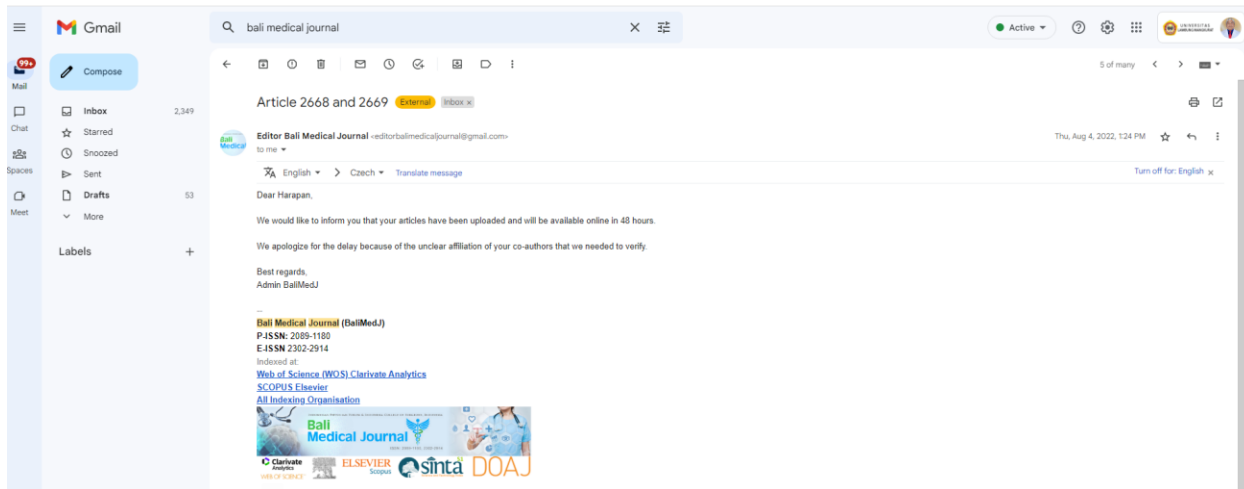 Gmail
bali medical journal
Active
99+
Mail
Compose
5 of many
Inbox 2,349
Article 2668 and 2669 External Inbox x
Chat
Starred
Editor Bali Medical Journal <editorbalimedicaljournal@gmail.com> Thu, Aug 4, 2022, 1:24 PM
Snoozed
to me
Spaces
Sent
English > Czech Translate message Turn off for: English x
Drafts 53
Dear Harapan,
Meet
More
We would like to inform you that your articles have been uploaded and will be available online in 48 hours.
Labels +
We apologize for the delay because of the unclear affiliation of your co-authors that we needed to verify.
Best regards,
Admin BaliMedJ
--
Bali Medical Journal (BaliMedJ)
P-ISSN: 2089-1180
E-ISSN 2302-2914
Indexed at:
Web of Science (WOS) Clarivate Analytics
SCOPUS Elsevier
All Indexing Organisation
Bali
Medical Journal
Clarivate
Analytics
WEB OF SCIENCE
ELSEVIER
Scopus
sinta
DOAJ